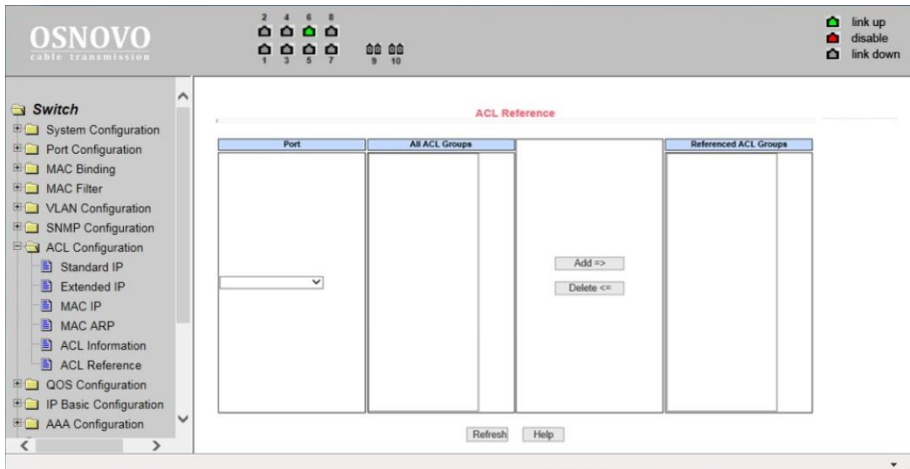 2 4 6 8
OSNOVO
cable transmission
1 3 5 7 9 10
link up
disable
link down
Switch
System Configuration
Port Configuration
MAC Binding
MAC Filter
VLAN Configuration
SNMP Configuration
ACL Configuration
Standard IP
Extended IP
MAC IP
MAC ARP
ACL Information
ACL Reference
QOS Configuration
IP Basic Configuration
AAA Configuration
ACL Reference
Port
All ACL Groups
Referenced ACL Groups
Add =>
Delete <=
Refresh
Help